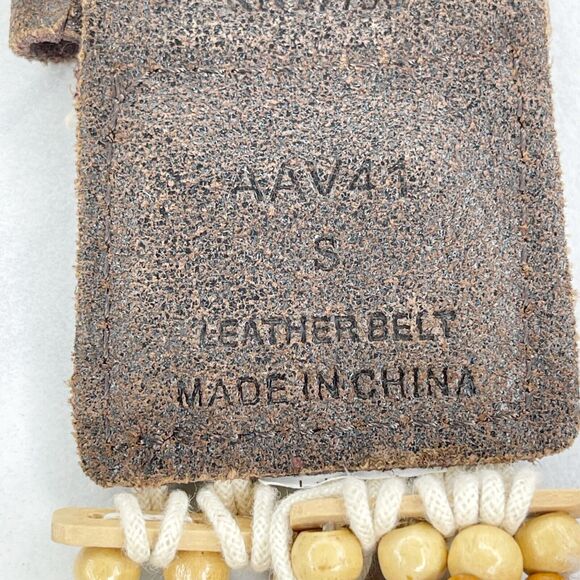 AAV41
S
LEATHER BELT
MADE IN CHINA